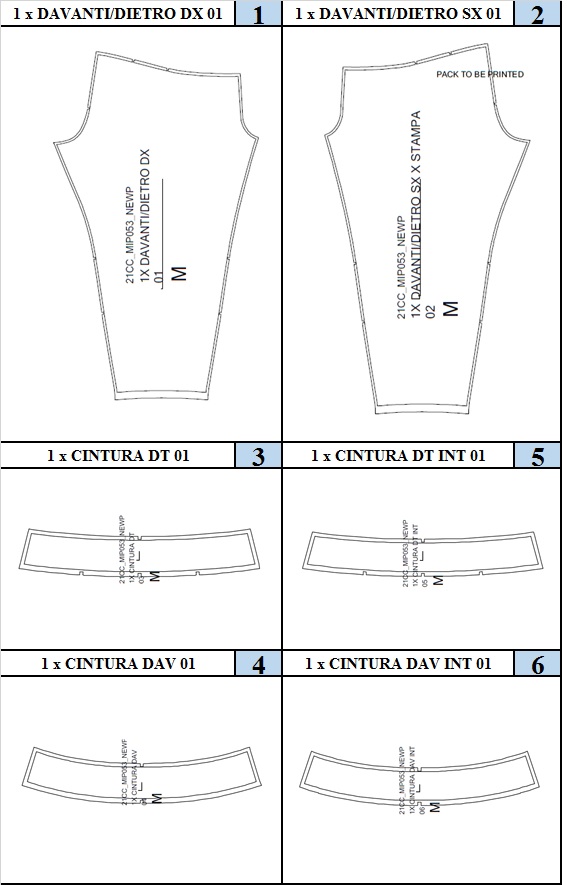 1 x DAVANTI/DIETRO DX 01
1
1 x DAVANTI/DIETRO SX 01
2
21CC_MIP053_NEWP
1X DAVANTI/DIETRO DX
01
M
PACK TO BE PRINTED
21CC_MIP053_NEWP
1X DAVANTI/DIETRO SX X STAMPA
02
M
1 x CINTURA DT 01
3
1 x CINTURA DT INT 01
5
21CC_MIP053_NEWP
1X CINTURA DT
03
M
21CC_MIP053_NEWP
1X CINTURA DT INT
05
M
1 x CINTURA DAV 01
4
1 x CINTURA DAV INT 01
6
21CC_MIP053_NEWP
1X CINTURA DAV
04
M
21CC_MIP053_NEWP
1X CINTURA DAV INT
06
M